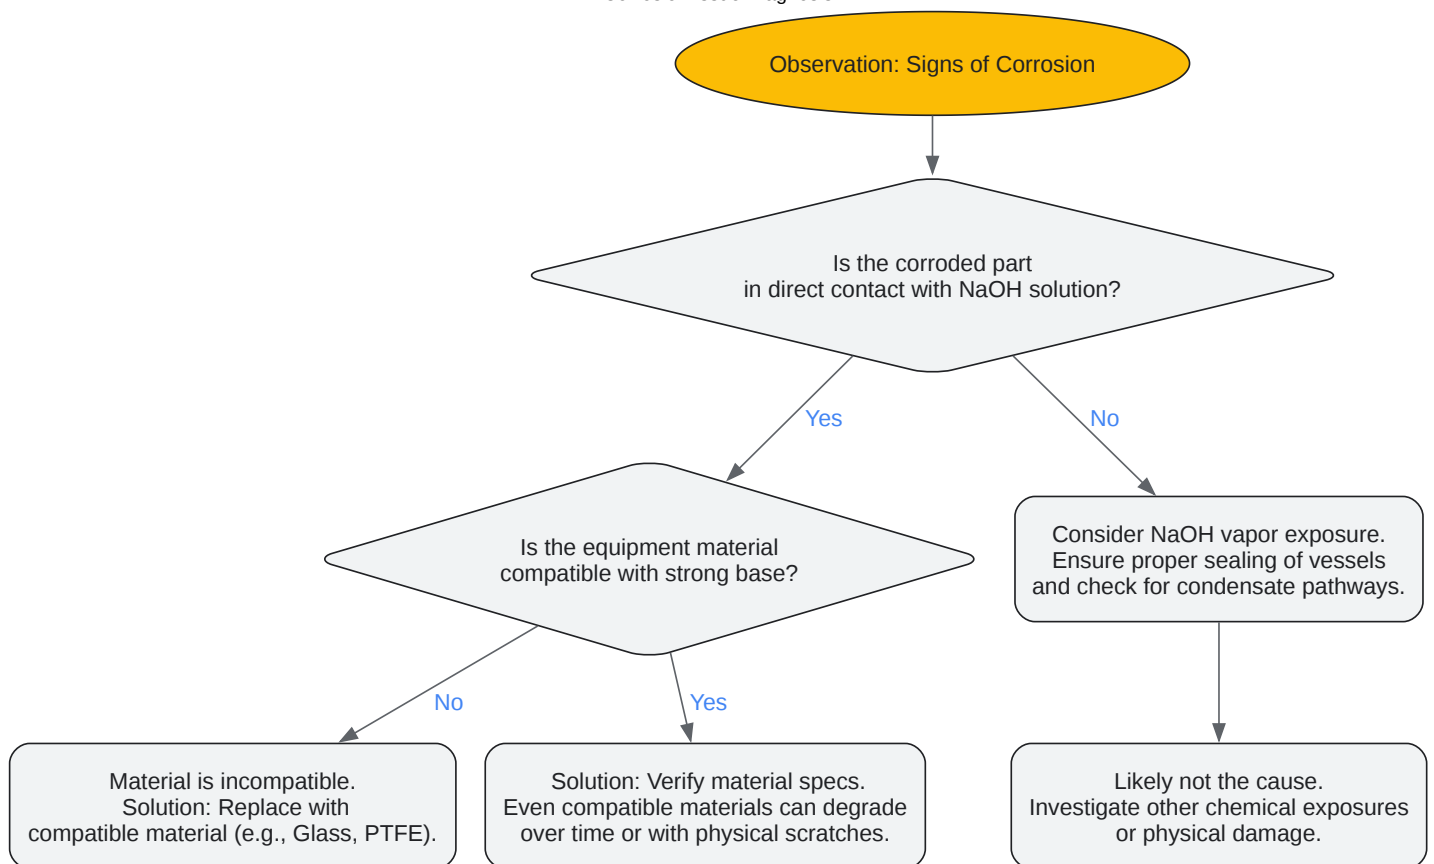 Observation: Signs of Corrosion
Is the corroded part
in direct contact with NaOH solution?
Yes
No
Is the equipment material
compatible with strong base?
Consider NaOH vapor exposure.
Ensure proper sealing of vessels
and check for condensate pathways.
No
Yes
Material is incompatible.
Solution: Replace with
compatible material (e.g., Glass, PTFE).
Solution: Verify material specs.
Even compatible materials can degrade
over time or with physical scratches.
Likely not the cause.
Investigate other chemical exposures
or physical damage.